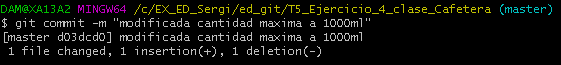 DAM@XA13A2 MINGW64 /c/EX_ED_Sergi/ed_git/T5_Ejercicio_4_clase_Cafetera (master)
$ git commit -m "modificada cantidad maxima a 1000ml"
[master d03dcd0] modificada cantidad maxima a 1000ml
 1 file changed, 1 insertion(+), 1 deletion(-)